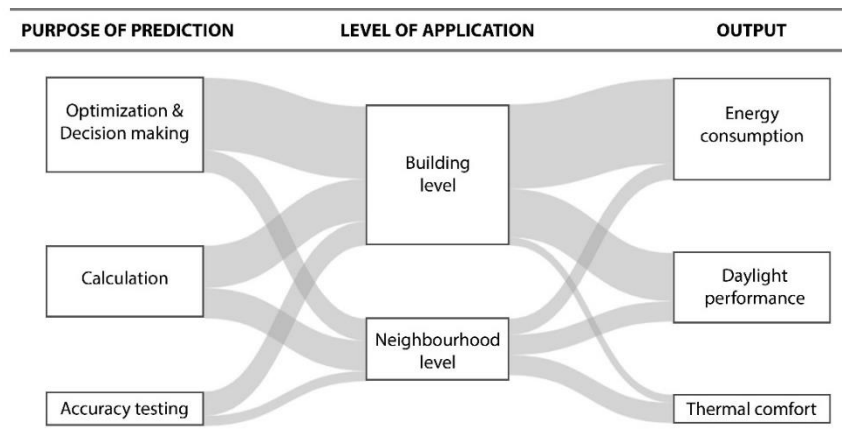 PURPOSE OF PREDICTION
LEVEL OF APPLICATION
OUTPUT
Optimization &
Decision making
Building
level
Energy
consumption
Calculation
Neighbourhood
level
Daylight
performance
Accuracy testing
Thermal comfort